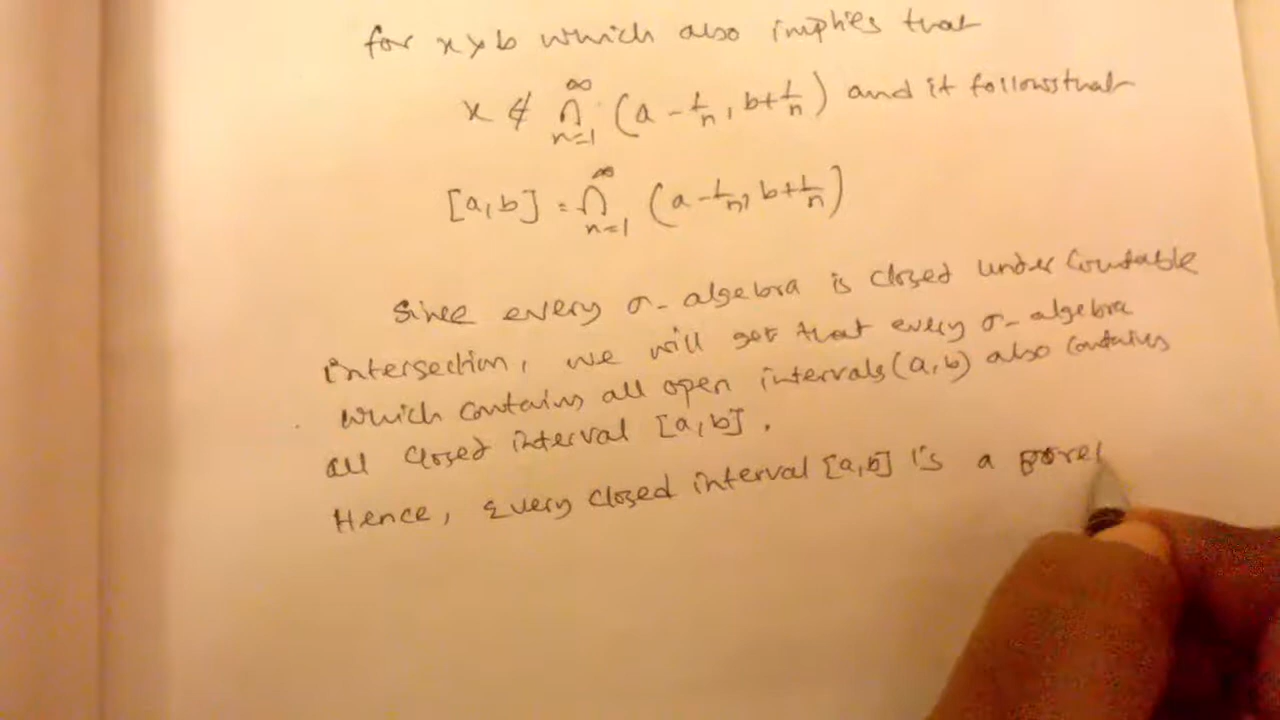 for x > b which also implies that
x ∉ ∞ ∩ n=1 (a - 1/n, b + 1/n) and it follows that
[a, b] = ∞ ∩ n=1 (a - 1/n, b + 1/n)
Since every σ- algebra is closed under countable
intersection, we will get that every σ- algebra
which contains all open intervals (a, b) also contains
all closed interval [a, b].
Hence, Every closed interval [a, b] is a Borel